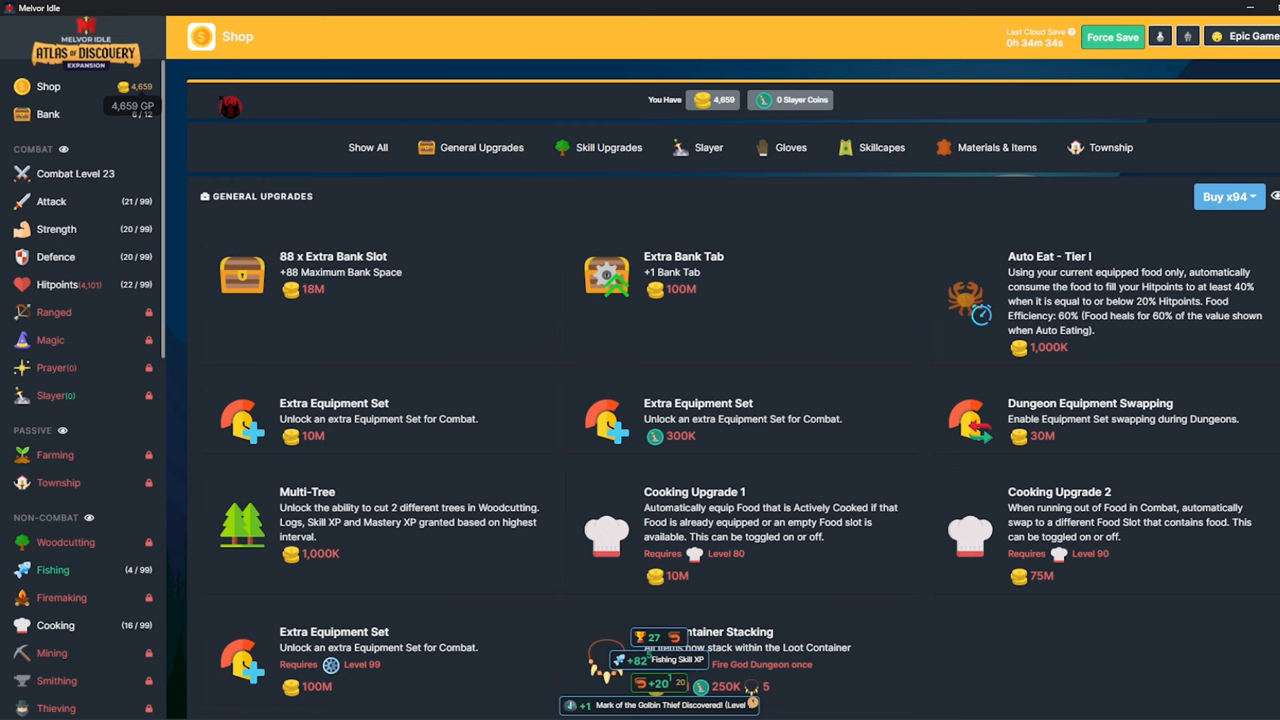 Melvor Idle
MELVOR IDLE
ATLAS OF DISCOVERY
EXPANSION
Shop
4,659
4,659 GP
Bank
6 / 12
COMBAT
Combat Level 23
Attack
(21 / 99)
Strength
(20 / 99)
Defence
(20 / 99)
Hitpoints(4,101)
(22 / 99)
Ranged
Magic
Prayer(0)
Slayer(0)
PASSIVE
Farming
Township
NON-COMBAT
Woodcutting
Fishing
(4 / 99)
Firemaking
Cooking
(16 / 99)
Mining
Smithing
Thieving
Shop
Last Cloud Save
0h 34m 34s
Force Save
Epic Game
You Have
4,659
0 Slayer Coins
Show All
General Upgrades
Skill Upgrades
Slayer
Gloves
Skillcapes
Materials & Items
Township
GENERAL UPGRADES
Buy x94
88 x Extra Bank Slot
+88 Maximum Bank Space
18M
Extra Bank Tab
+1 Bank Tab
100M
Auto Eat - Tier I
Using your current equipped food only, automatically
consume the food to fill your Hitpoints to at least 40%
when it is equal to or below 20% Hitpoints. Food
Efficiency: 60% (Food heals for 60% of the value shown
when Auto Eating).
1,000K
Extra Equipment Set
Unlock an extra Equipment Set for Combat.
10M
Extra Equipment Set
Unlock an extra Equipment Set for Combat.
300K
Dungeon Equipment Swapping
Enable Equipment Set swapping during Dungeons.
30M
Multi-Tree
Unlock the ability to cut 2 different trees in Woodcutting.
Logs, Skill XP and Mastery XP granted based on highest
interval.
1,000K
Cooking Upgrade 1
Automatically equip Food that is Actively Cooked if that
Food is already equipped or an empty Food slot is
available. This can be toggled on or off.
Requires Level 80
10M
Cooking Upgrade 2
When running out of Food in Combat, automatically
swap to a different Food Slot that contains food. This
can be toggled on or off.
Requires Level 90
75M
Extra Equipment Set
Unlock an extra Equipment Set for Combat.
Requires Level 99
100M
ntainer Stacking
All items now stack within the Loot Container
Fire God Dungeon once
250K
5
27
+82 Fishing Skill XP
+20 20
+1 Mark of the Golbin Thief Discovered! (Level